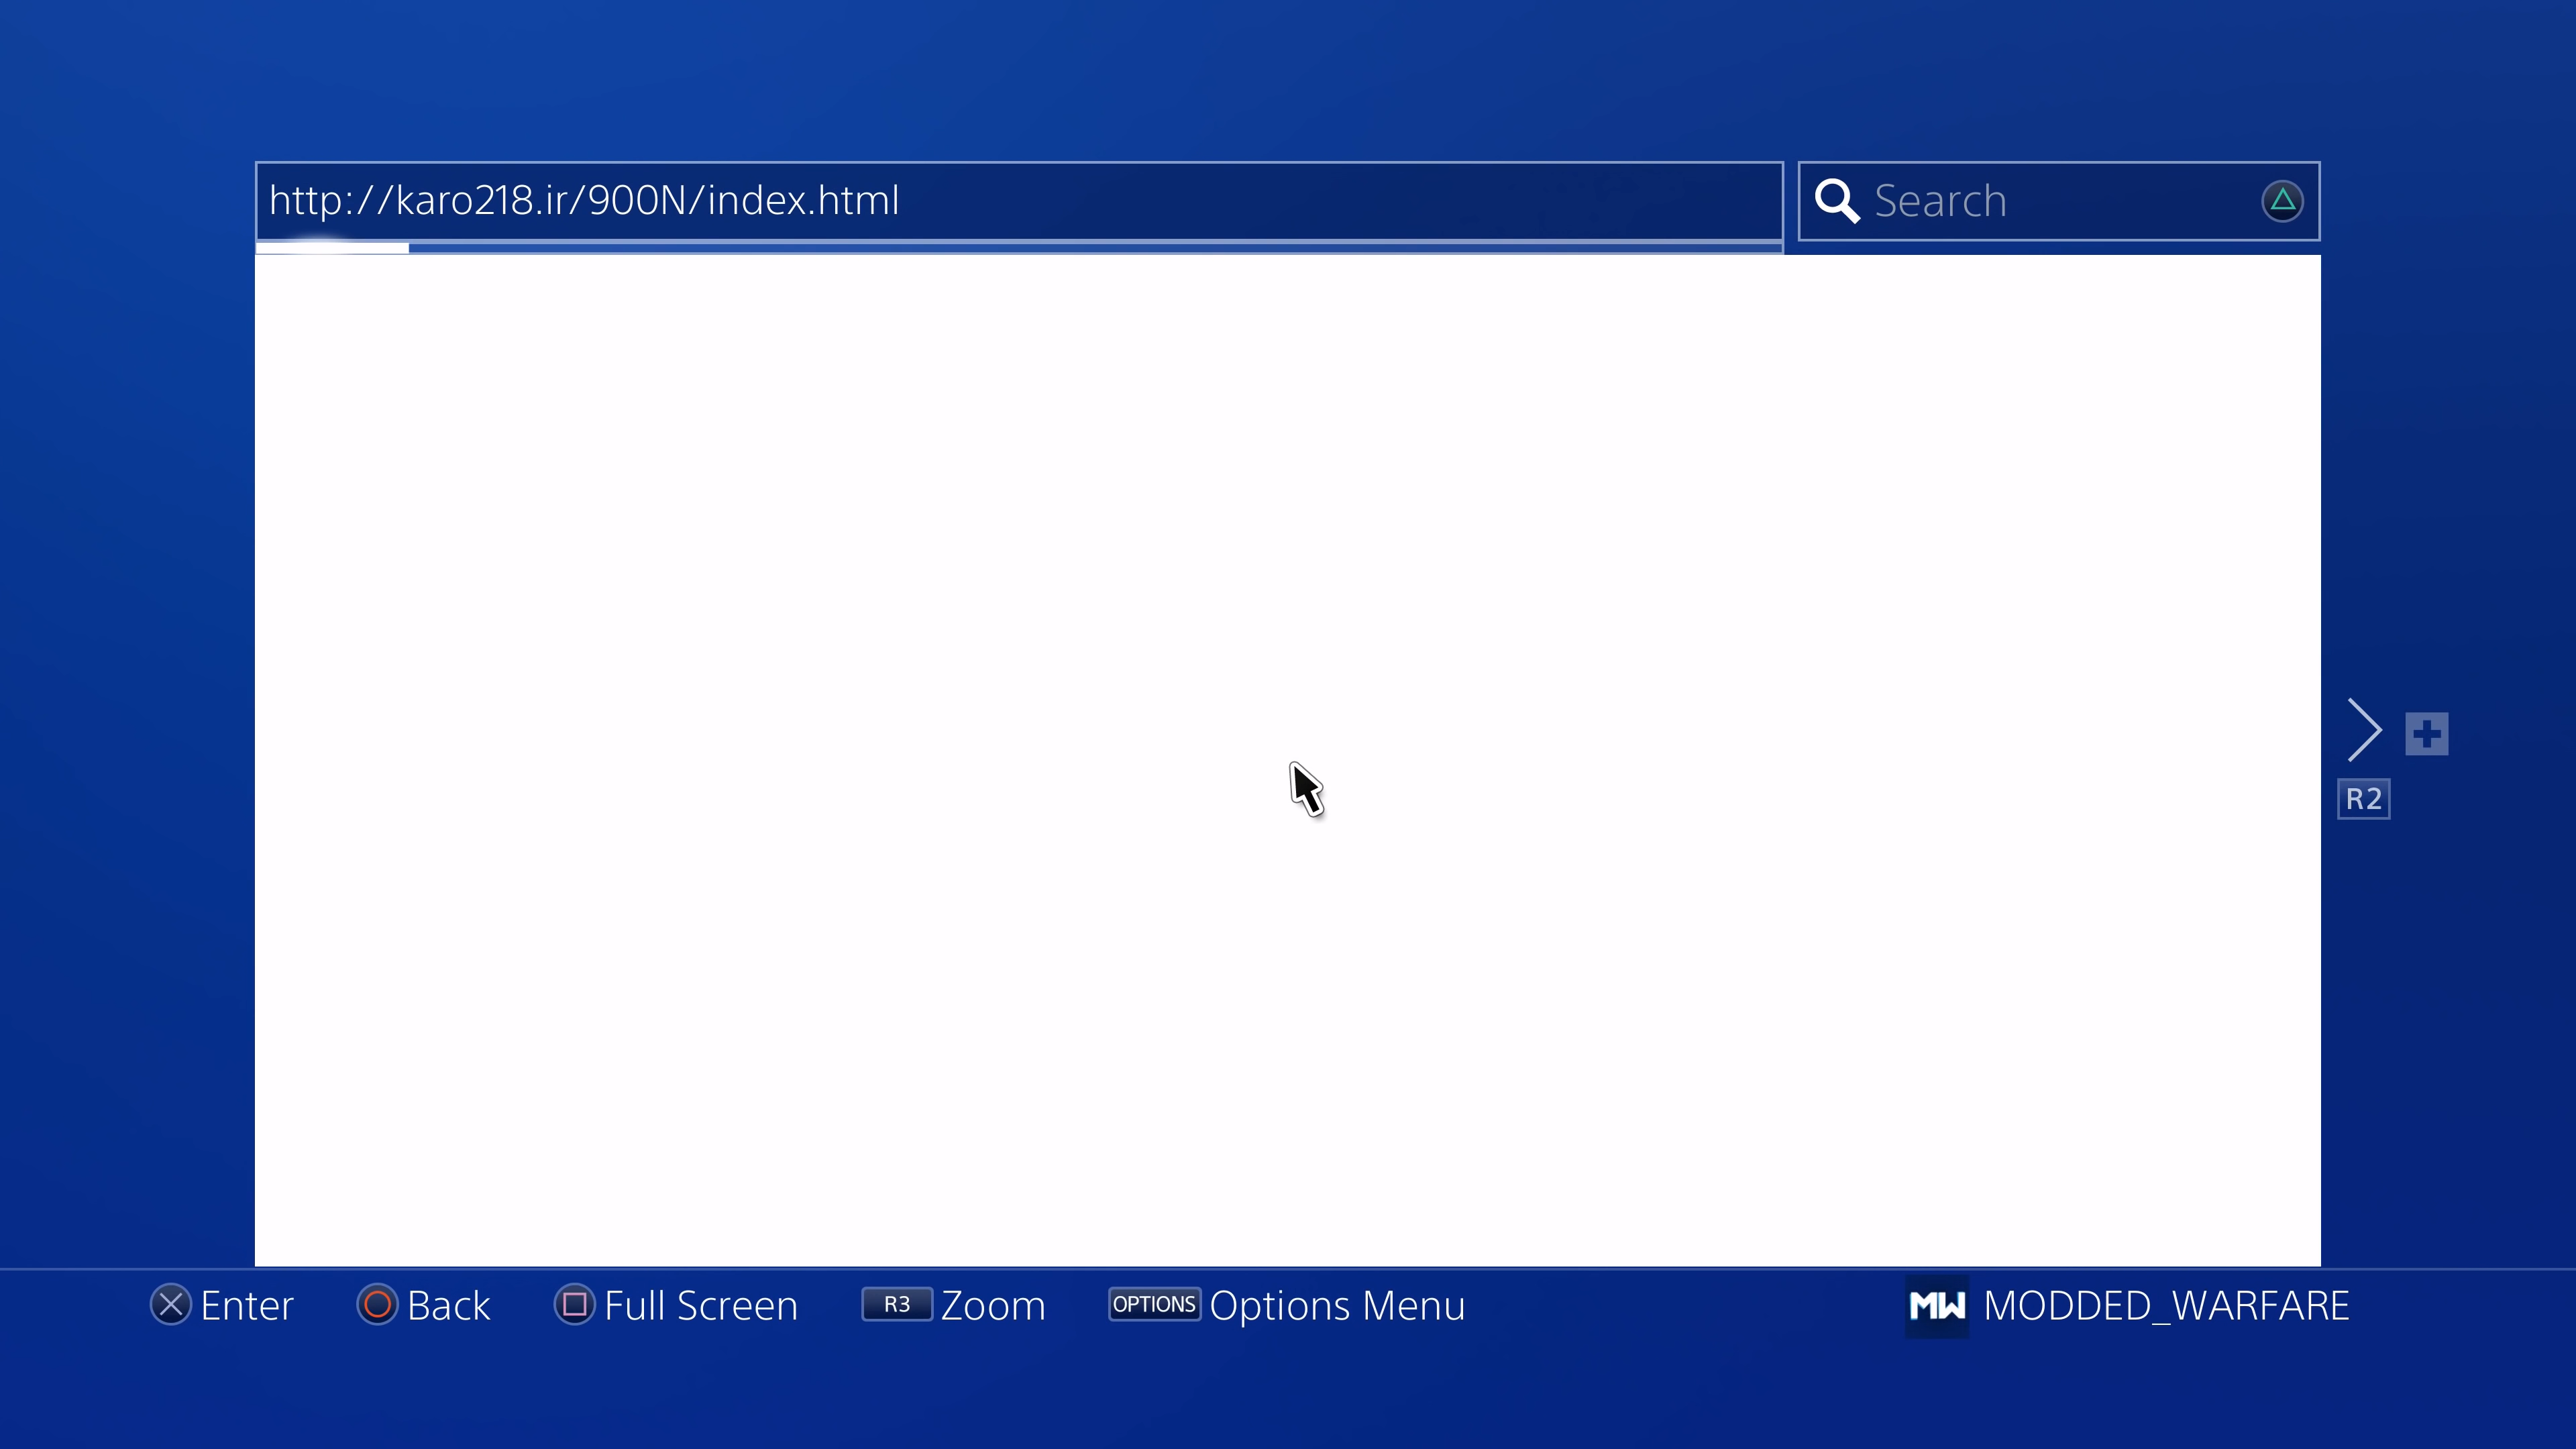 http://karo218.ir/900N/index.html
Search
R2
Enter
Back
Full Screen
R3 Zoom
OPTIONS Options Menu
MW MODDED_WARFARE